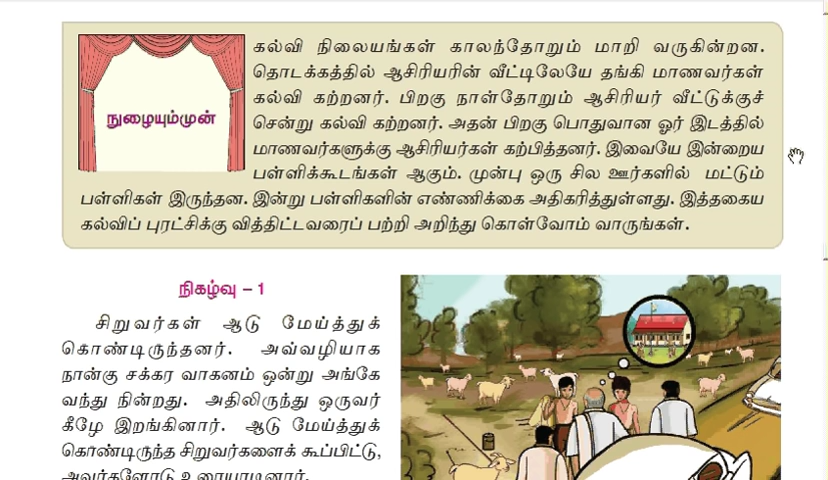 கல்வி நிலையங்கள் காலந்தோறும் மாறி வருகின்றன.
தொடக்கத்தில் ஆசிரியரின் வீட்டிலேயே தங்கி மாணவர்கள்
கல்வி கற்றனர். பிறகு நாள்தோறும் ஆசிரியர் வீட்டுக்குச்
நுழையும்முன்
சென்று கல்வி கற்றனர். அதன் பிறகு பொதுவான ஓர் இடத்தில்
மாணவர்களுக்கு ஆசிரியர்கள் கற்பித்தனர். இவையே இன்றைய
பள்ளிக்கூடங்கள் ஆகும். முன்பு ஒரு சில ஊர்களில் மட்டும்
பள்ளிகள் இருந்தன. இன்று பள்ளிகளின் எண்ணிக்கை அதிகரித்துள்ளது. இத்தகைய
கல்விப் புரட்சிக்கு வித்திட்டவரைப் பற்றி அறிந்து கொள்வோம் வாருங்கள்.
நிகழ்வு – 1
சிறுவர்கள் ஆடு மேய்த்துக்
கொண்டிருந்தனர். அவ்வழியாக
நான்கு சக்கர வாகனம் ஒன்று அங்கே
வந்து நின்றது. அதிலிருந்து ஒருவர்
கீழே இறங்கினார். ஆடு மேய்த்துக்
கொண்டிருந்த சிறுவர்களைக் கூப்பிட்டு,
அவர்களோடு உரையாடினார்.